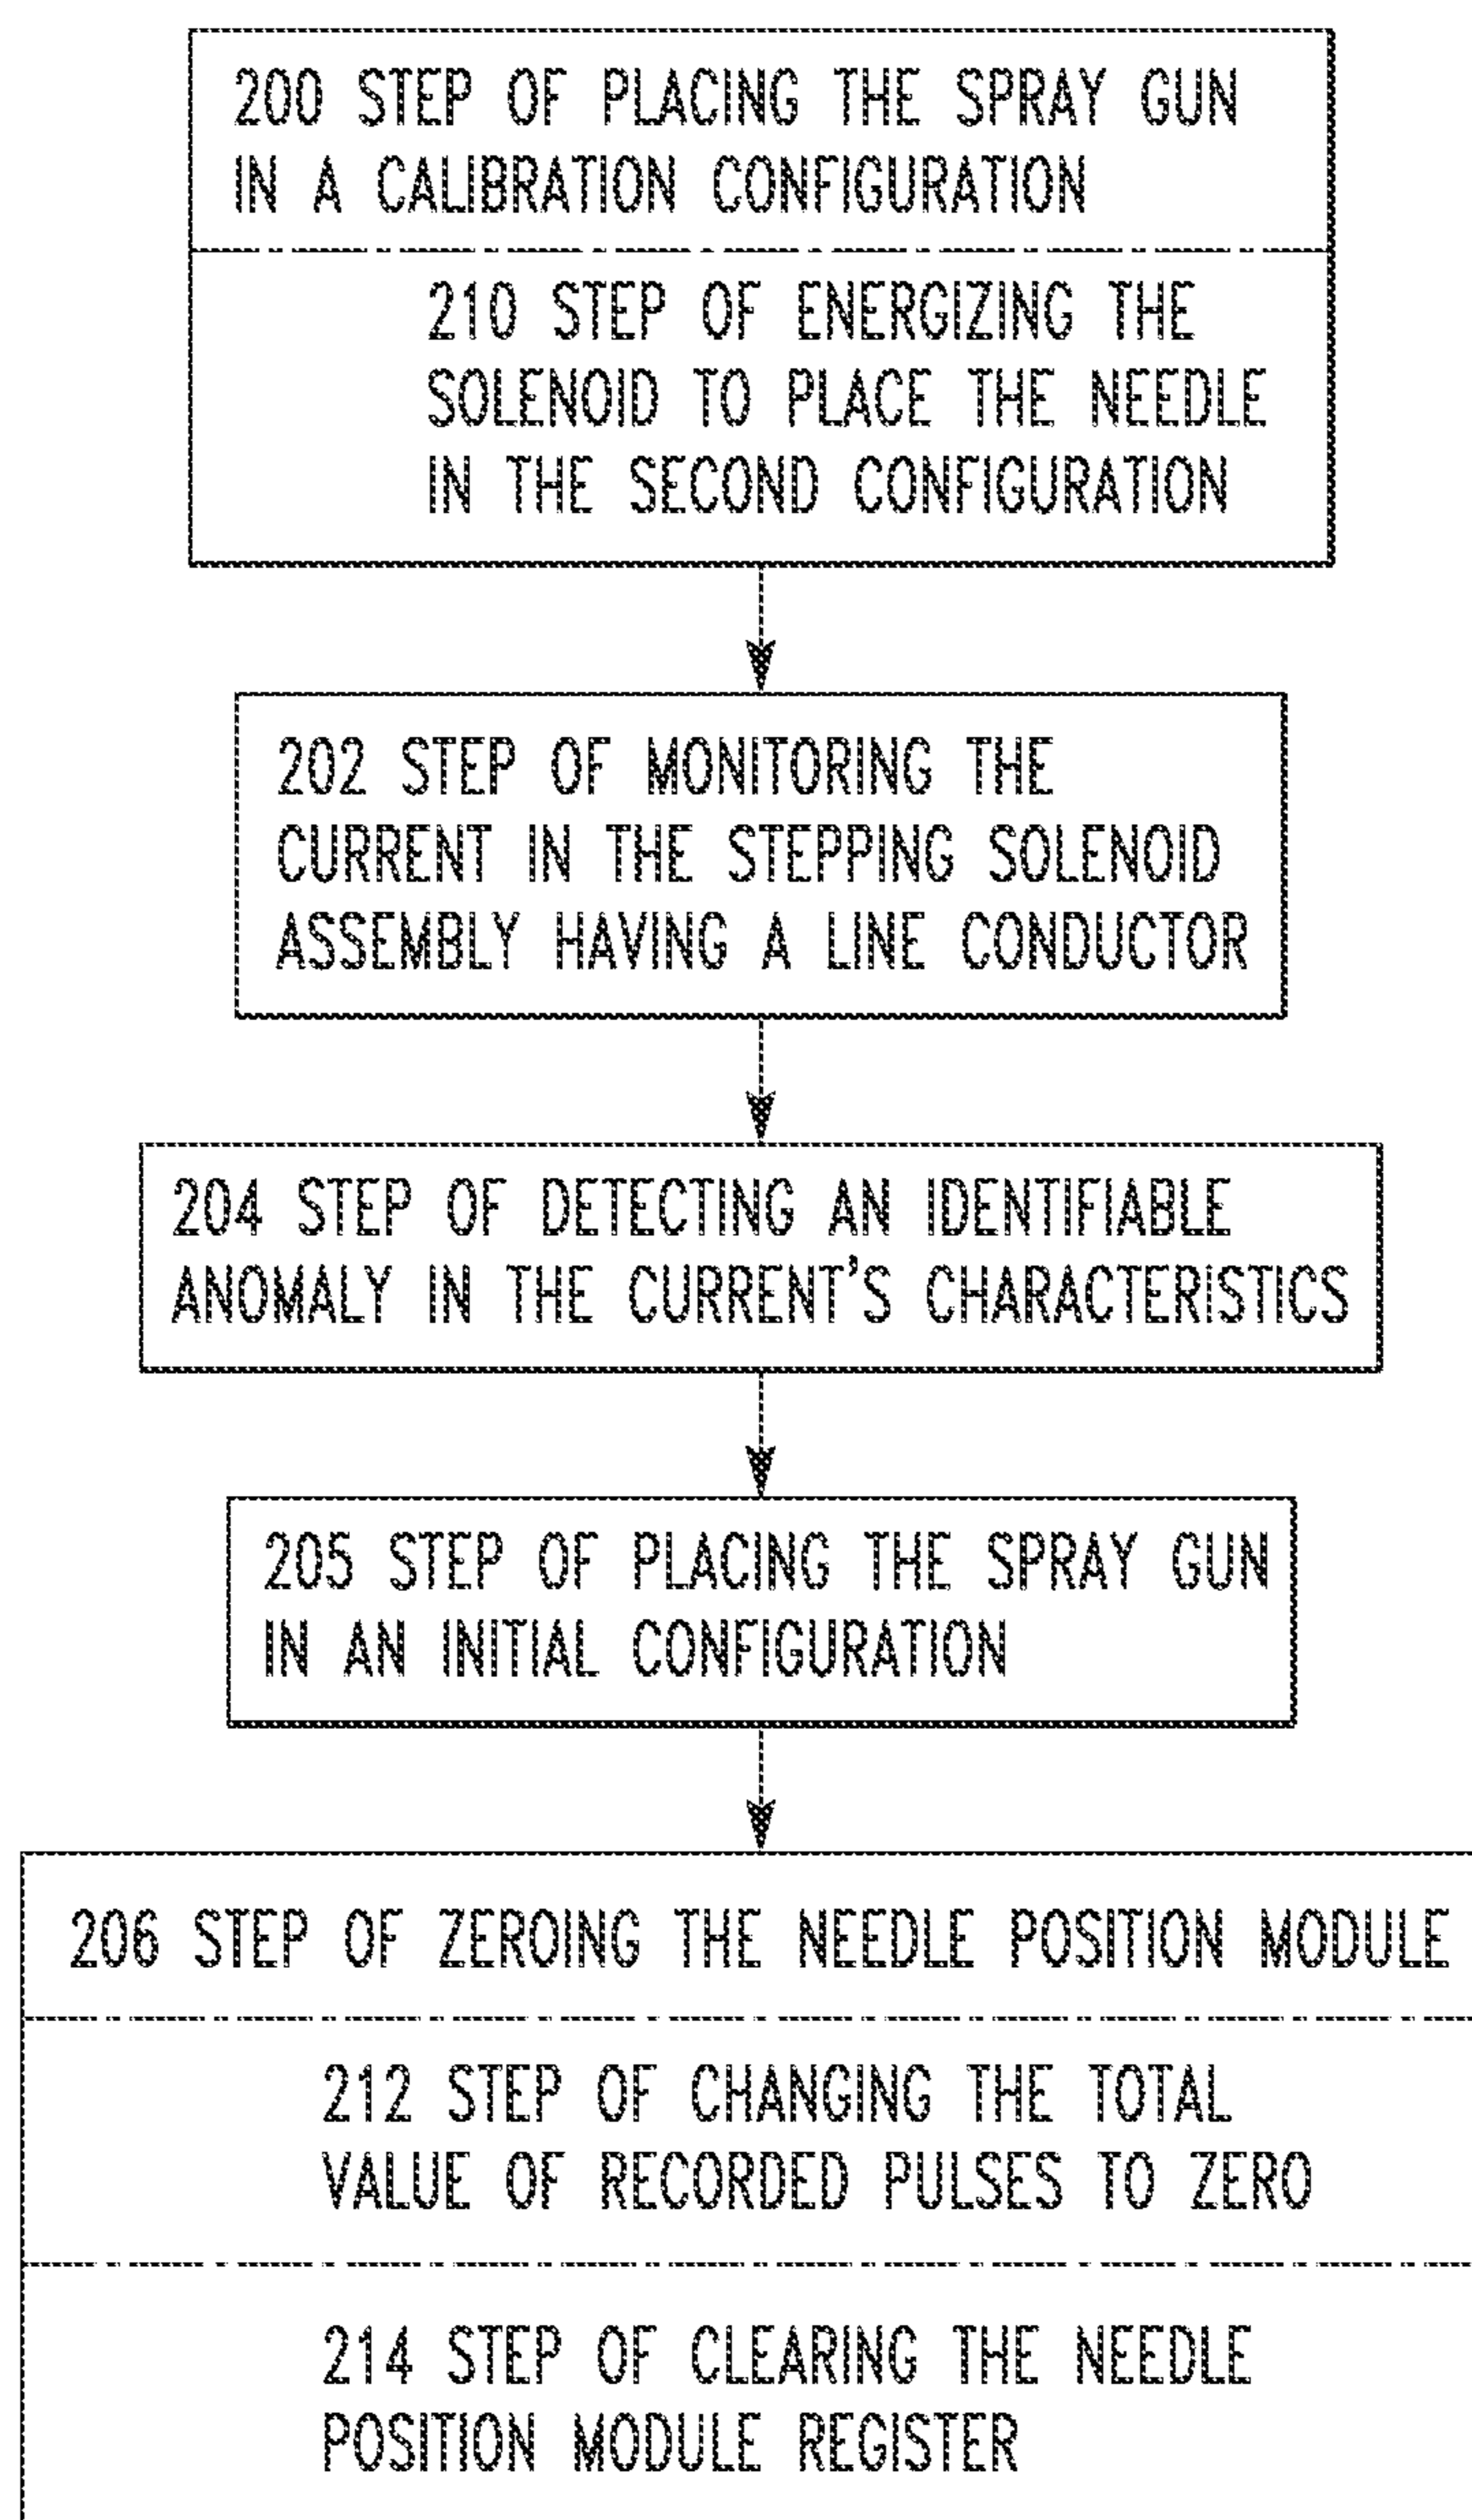 200 STEP OF PLACING THE SPRAY GUN
IN A CALIBRATION CONFIGURATION
210 STEP OF ENERGIZING THE
SOLENOID TO PLACE THE NEEDLE
IN THE SECOND CONFIGURATION
202 STEP OF MONITORING THE
CURRENT IN THE STEPPING SOLENOID
ASSEMBLY HAVING A LINE CONDUCTOR
204 STEP OF DETECTING AN IDENTIFIABLE
ANOMALY IN THE CURRENT'S CHARACTERISTICS
205 STEP OF PLACING THE SPRAY GUN
IN AN INITIAL CONFIGURATION
206 STEP OF ZEROING THE NEEDLE POSITION MODULE
212 STEP OF CHANGING THE TOTAL
VALUE OF RECORDED PULSES TO ZERO
214 STEP OF CLEARING THE NEEDLE
POSITION MODULE REGISTER